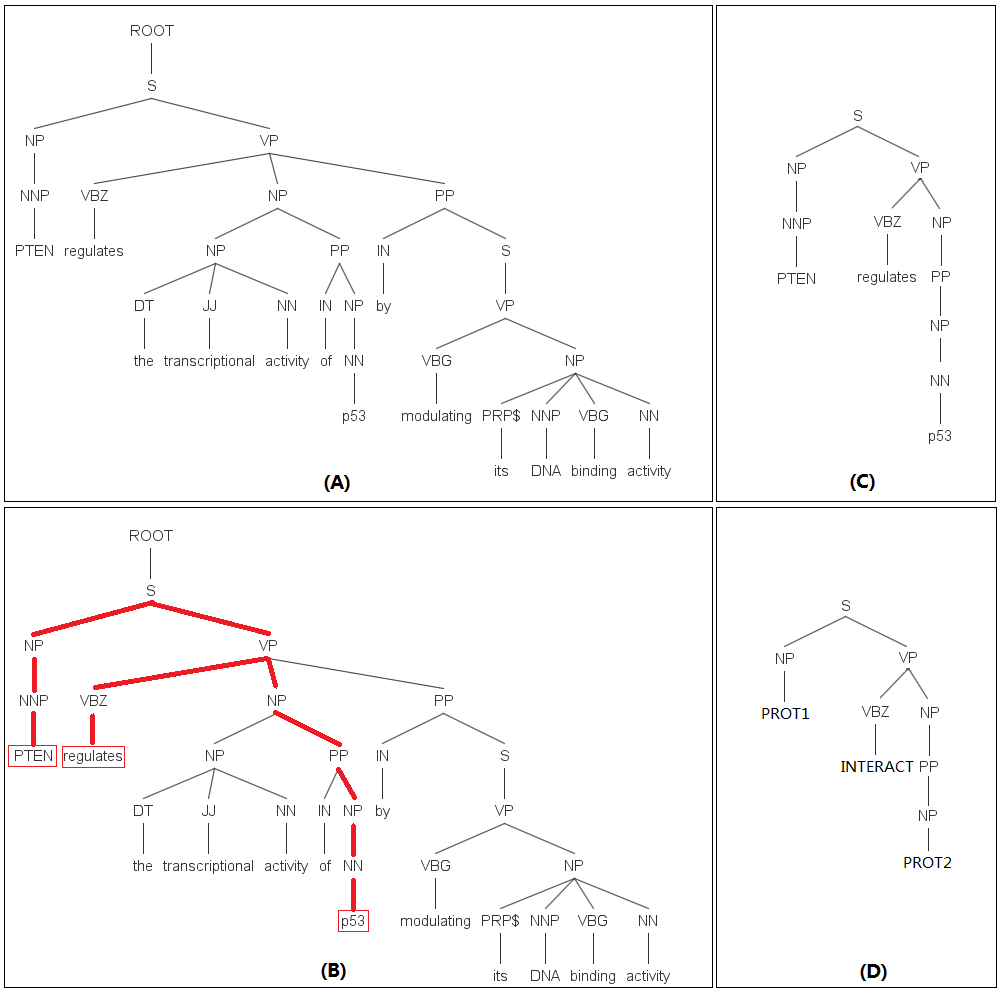 ROOT
S
NP VP
NNP VBZ NP PP
PTEN regulates NP PP IN S
DT JJ NN IN NP by VP
the transcriptional activity of NN VBG NP
p53 modulating PRP$ NNP VBG NN
its DNA binding activity
(A)
S
NP VP
NNP VBZ NP
PTEN regulates PP
NP
NN
p53
(C)
ROOT
S
NP VP
NNP VBZ NP PP
PTEN regulates NP PP IN S
DT JJ NN IN NP by VP
the transcriptional activity of NN VBG NP
p53 modulating PRP$ NNP VBG NN
its DNA binding activity
(B)
S
NP VP
PROT1 VBZ NP
INTERACT PP
NP
PROT2
(D)